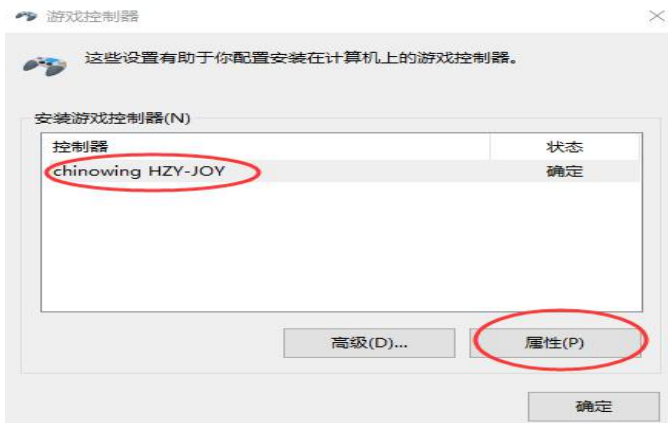 游戏控制器
这些设置有助于你配置安装在计算机上的游戏控制器。
安装游戏控制器(N)
控制器 状态
chinowing HZY-JOY 确定
高级(D)... 属性(P)
确定